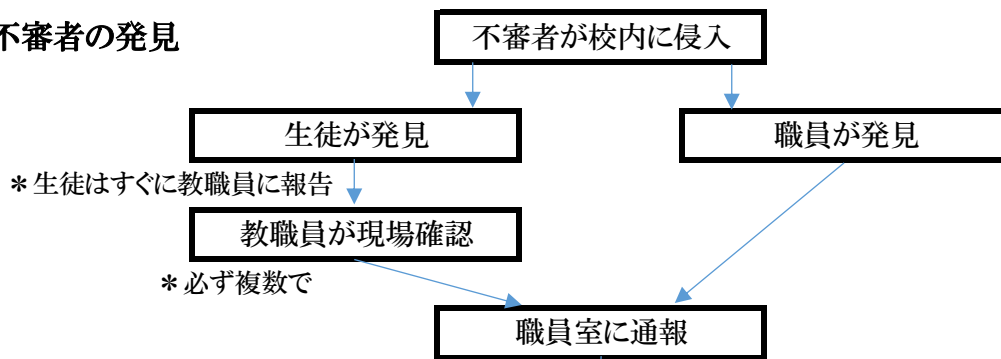 不審者の発見
不審者が校内に侵入
生徒が発見
職員が発見
＊生徒はすぐに教職員に報告
教職員が現場確認
＊必ず複数で
職員室に通報